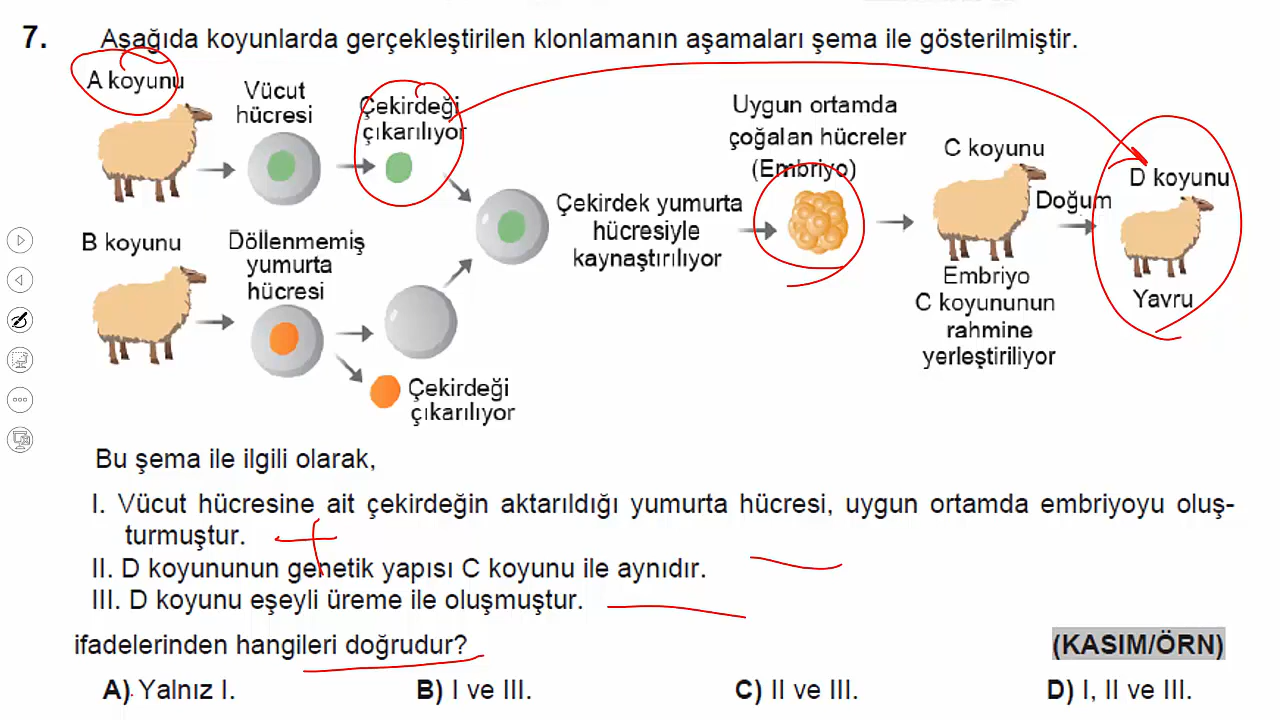 7. Aşağıda koyunlarda gerçekleştirilen klonlamanın aşamaları şema ile gösterilmiştir.
A koyunu
Vücut
hücresi
Çekirdeği
çıkarılıyor
B koyunu
Döllenmemiş
yumurta
hücresi
Çekirdeği
çıkarılıyor
Çekirdek yumurta
hücresiyle
kaynaştırılıyor
Uygun ortamda
çoğalan hücreler
(Embriyo)
C koyunu
Embriyo
C koyununun
rahmine
yerleştiriliyor
Doğum
D koyunu
Yavru
Bu şema ile ilgili olarak,
I. Vücut hücresine ait çekirdeğin aktarıldığı yumurta hücresi, uygun ortamda embriyoyu oluş-
turmuştur.
II. D koyununun genetik yapısı C koyunu ile aynıdır.
III. D koyunu eşeyli üreme ile oluşmuştur.
ifadelerinden hangileri doğrudur?
(KASIM/ÖRN)
A) Yalnız I. B) I ve III. C) II ve III. D) I, II ve III.